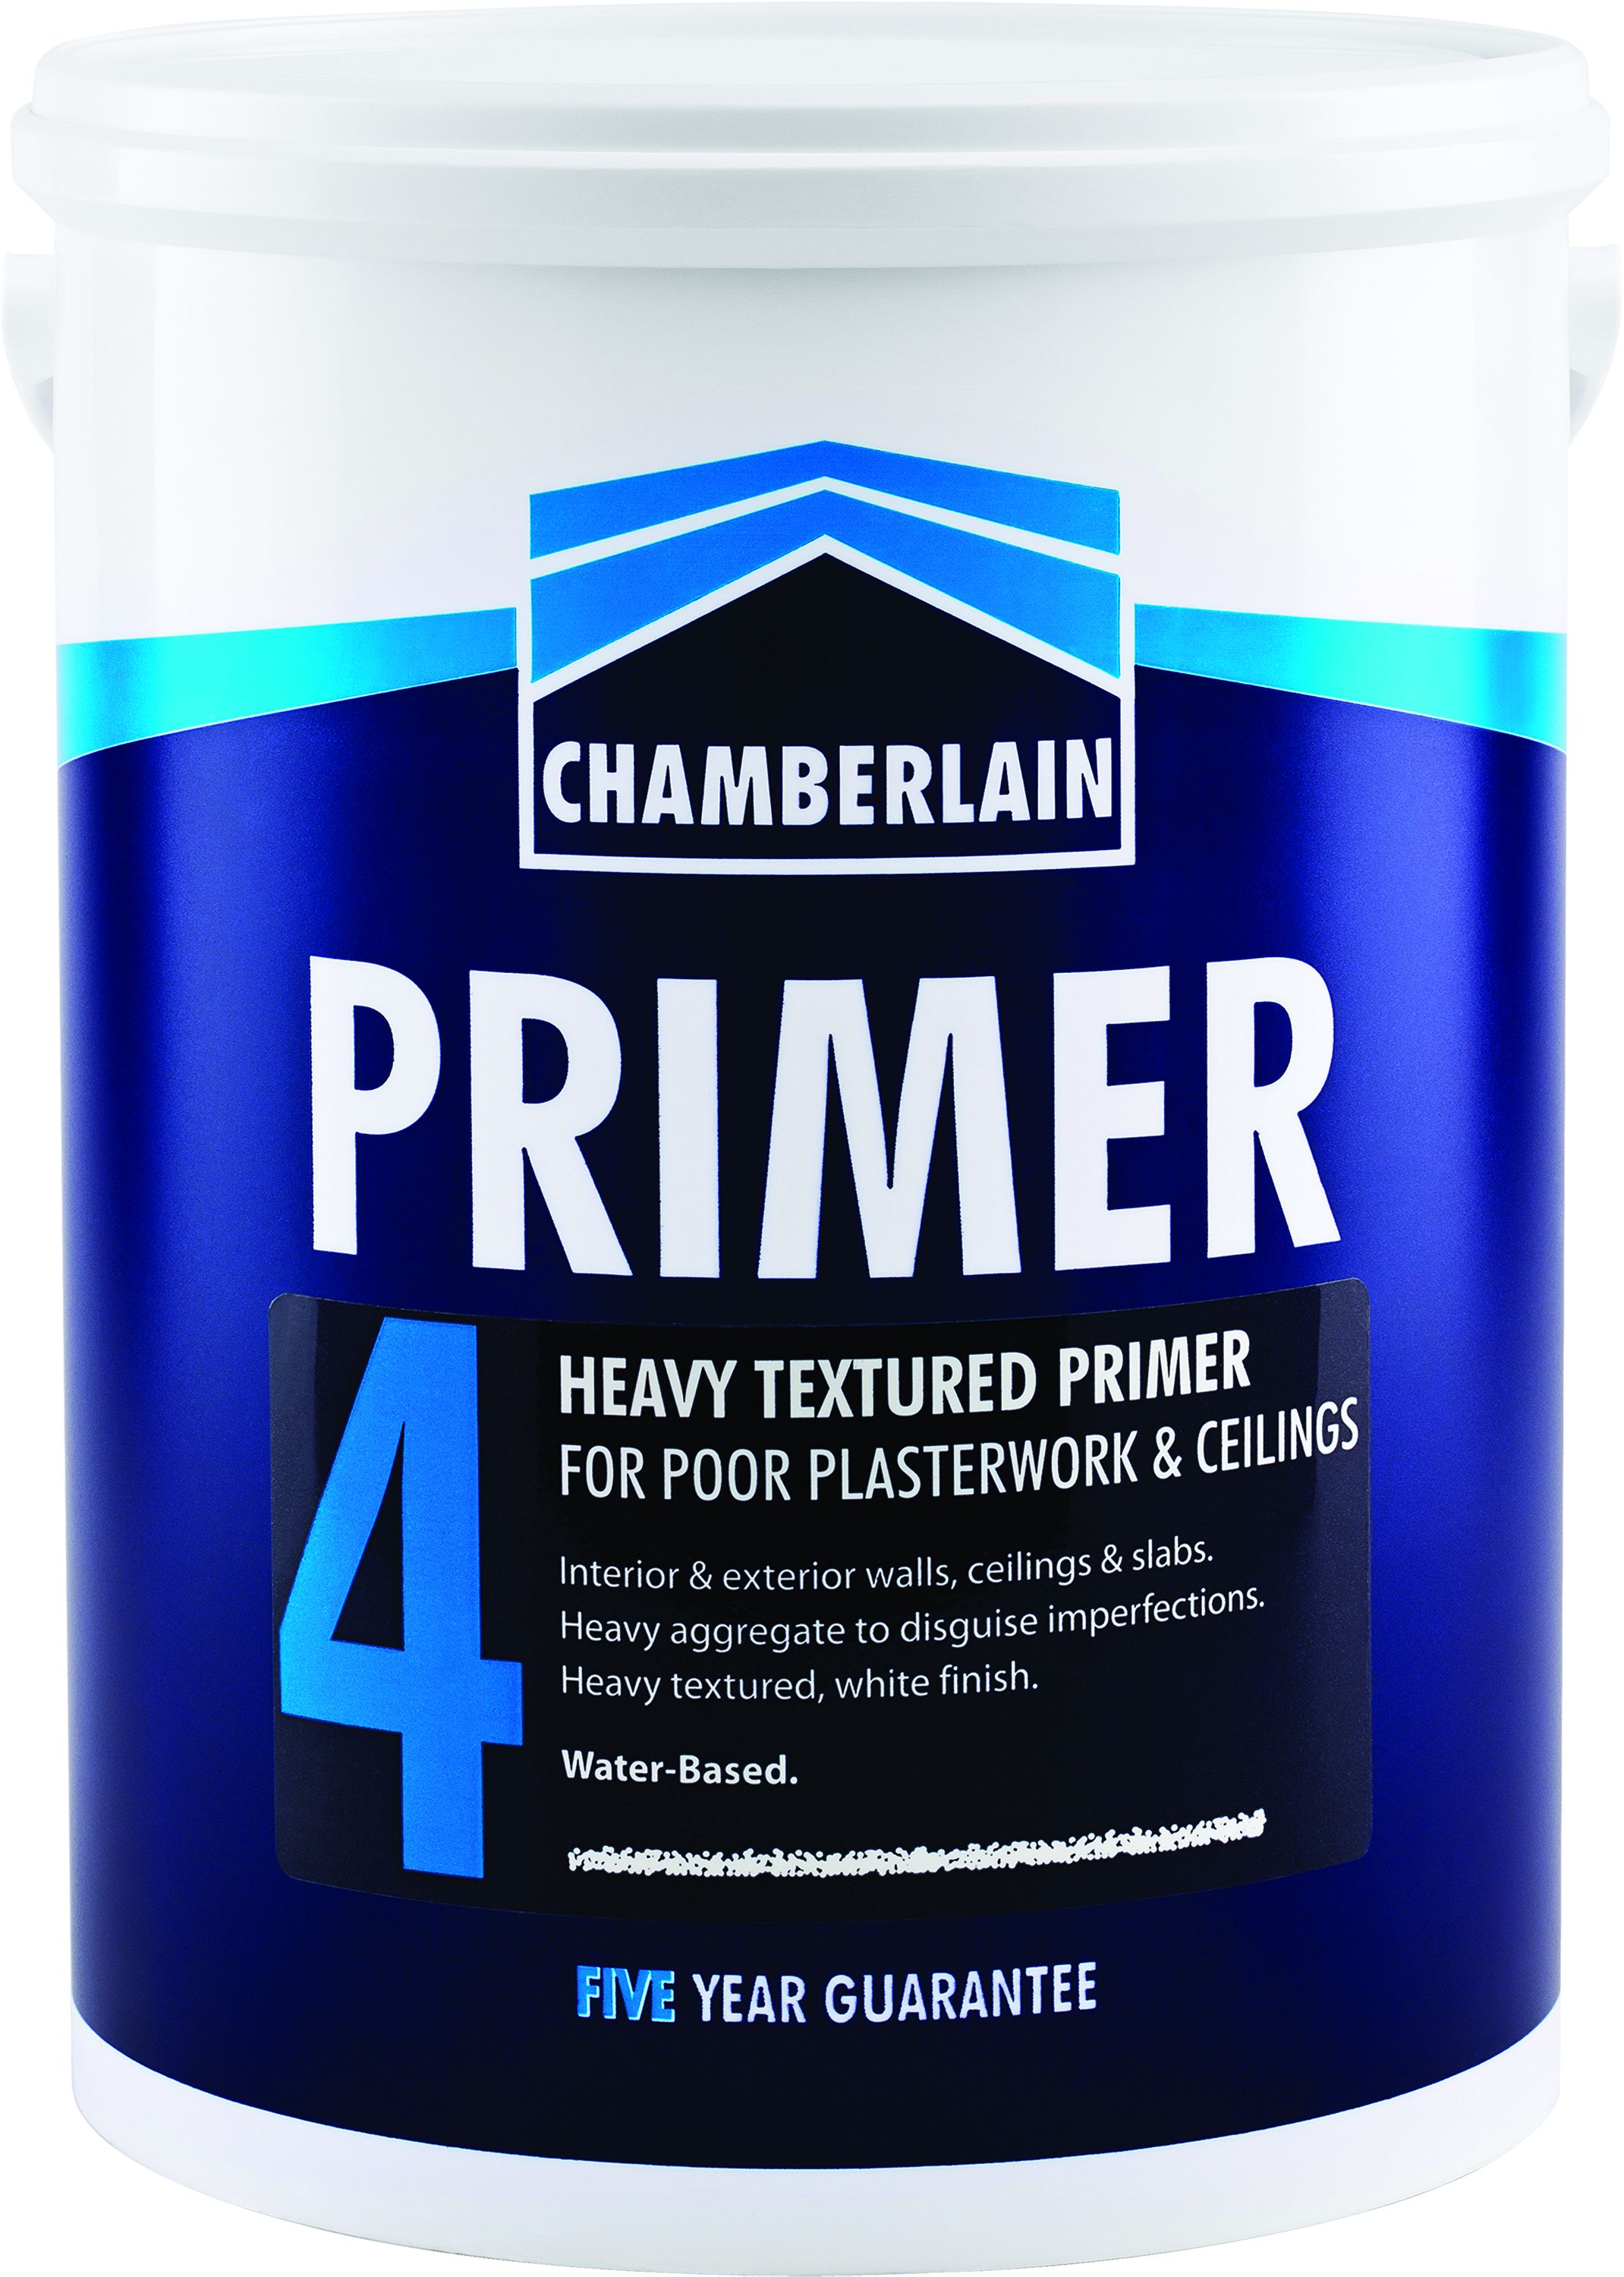 CHAMBERLAIN
PRIMER
4
HEAVY TEXTURED PRIMER
FOR POOR PLASTERWORK & CEILINGS
Interior & exterior walls, ceilings & slabs.
Heavy aggregate to disguise imperfections.
Heavy textured, white finish.
Water-Based.
FIVE YEAR GUARANTEE